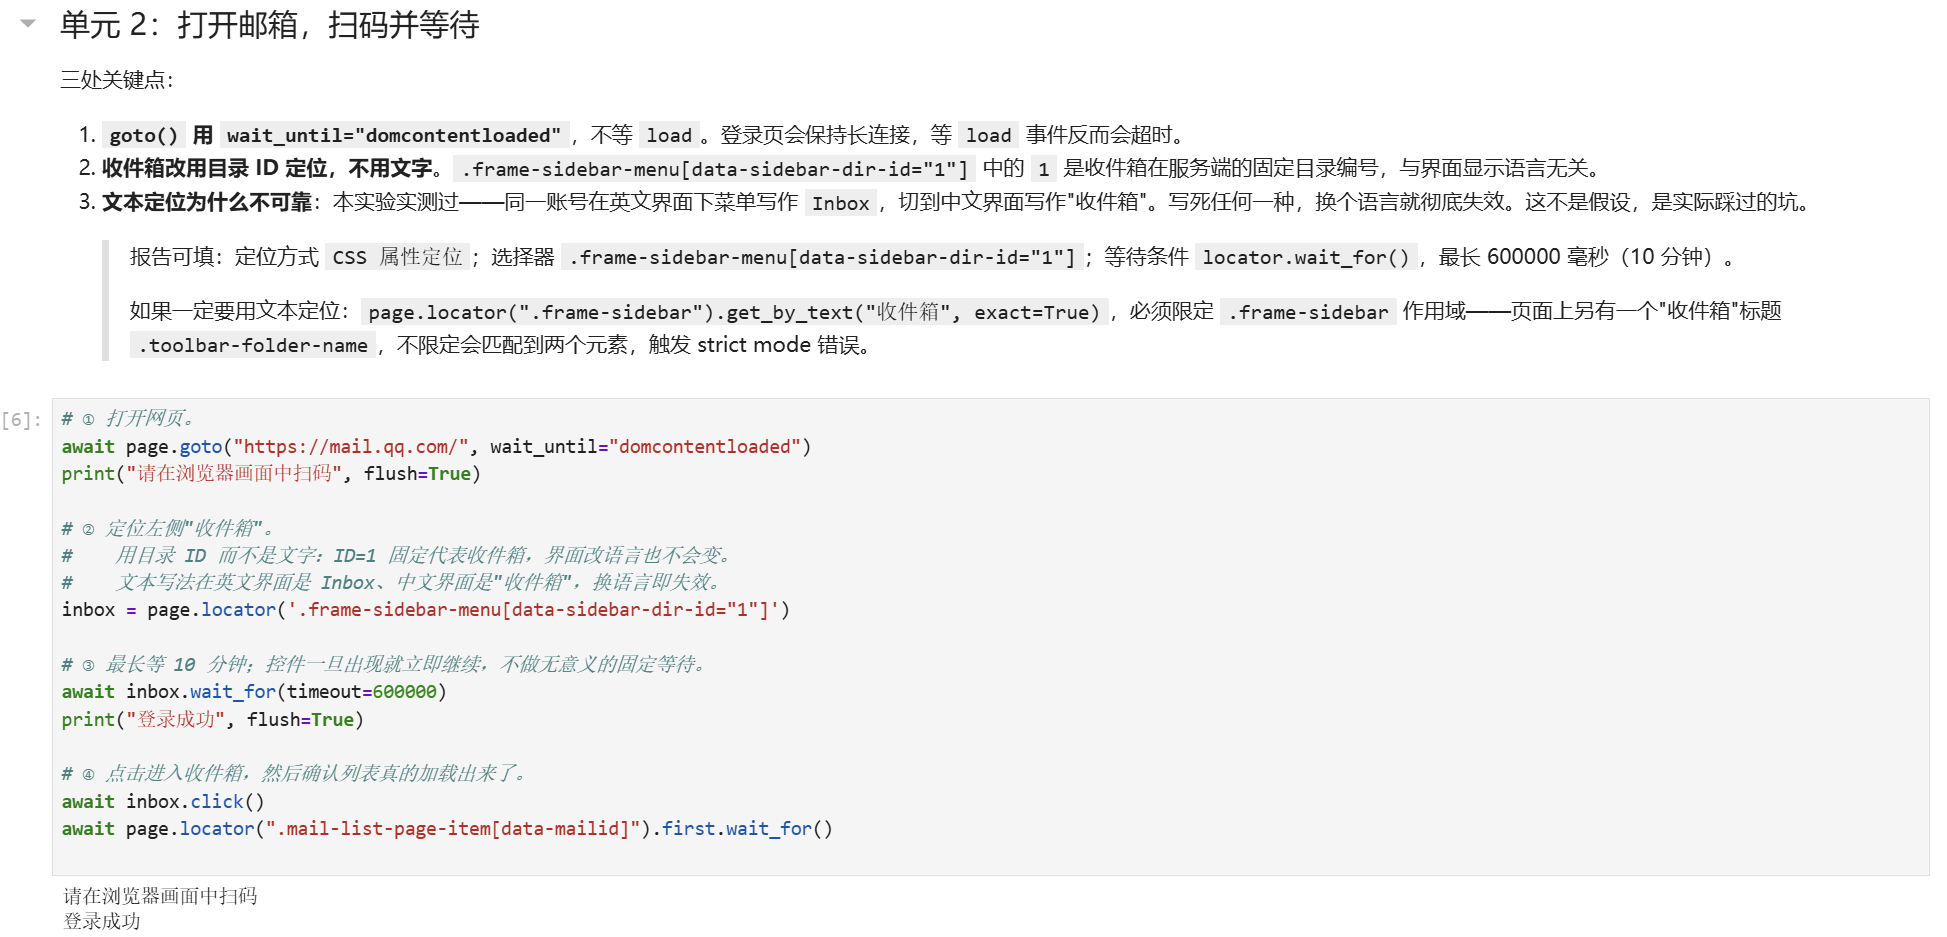 单元 2：打开邮箱，扫码并等待
三处关键点：
1. goto() 用 wait_until="domcontentloaded"，不等 load。登录页会保持长连接，等 load 事件反而会超时。
2. 收件箱改用目录 ID 定位，不用文字。.frame-sidebar-menu[data-sidebar-dir-id="1"] 中的 1 是收件箱在服务端的固定目录编号，与界面显示语言无关。
3. 文本定位为什么不可靠：本实验实测过——同一账号在英文界面下菜单写作 Inbox，切到中文界面写作"收件箱"。写死任何一种，换个语言就彻底失效。这不是假设，是实际踩过的坑。
报告可填：定位方式 CSS 属性定位；选择器 .frame-sidebar-menu[data-sidebar-dir-id="1"]；等待条件 locator.wait_for()，最长 600000 毫秒（10 分钟）。
如果一定要用文本定位：page.locator(".frame-sidebar").get_by_text("收件箱", exact=True)，必须限定 .frame-sidebar 作用域——页面上另有一个"收件箱"标题
.toolbar-folder-name，不限定会匹配到两个元素，触发 strict mode 错误。
[6]:
# ① 打开网页。
await page.goto("https://mail.qq.com/", wait_until="domcontentloaded")
print("请在浏览器画面中扫码", flush=True)
# ② 定位左侧"收件箱"。
#    用目录 ID 而不是文字：ID=1 固定代表收件箱，界面改语言也不会变。
#    文本写法在英文界面是 Inbox、中文界面是"收件箱"，换语言即失效。
inbox = page.locator('.frame-sidebar-menu[data-sidebar-dir-id="1"]')
# ③ 最长等 10 分钟；控件一旦出现就立即继续，不做无意义的固定等待。
await inbox.wait_for(timeout=600000)
print("登录成功", flush=True)
# ④ 点击进入收件箱，然后确认列表真的加载出来了。
await inbox.click()
await page.locator(".mail-list-page-item[data-mailid]").first.wait_for()
请在浏览器画面中扫码
登录成功